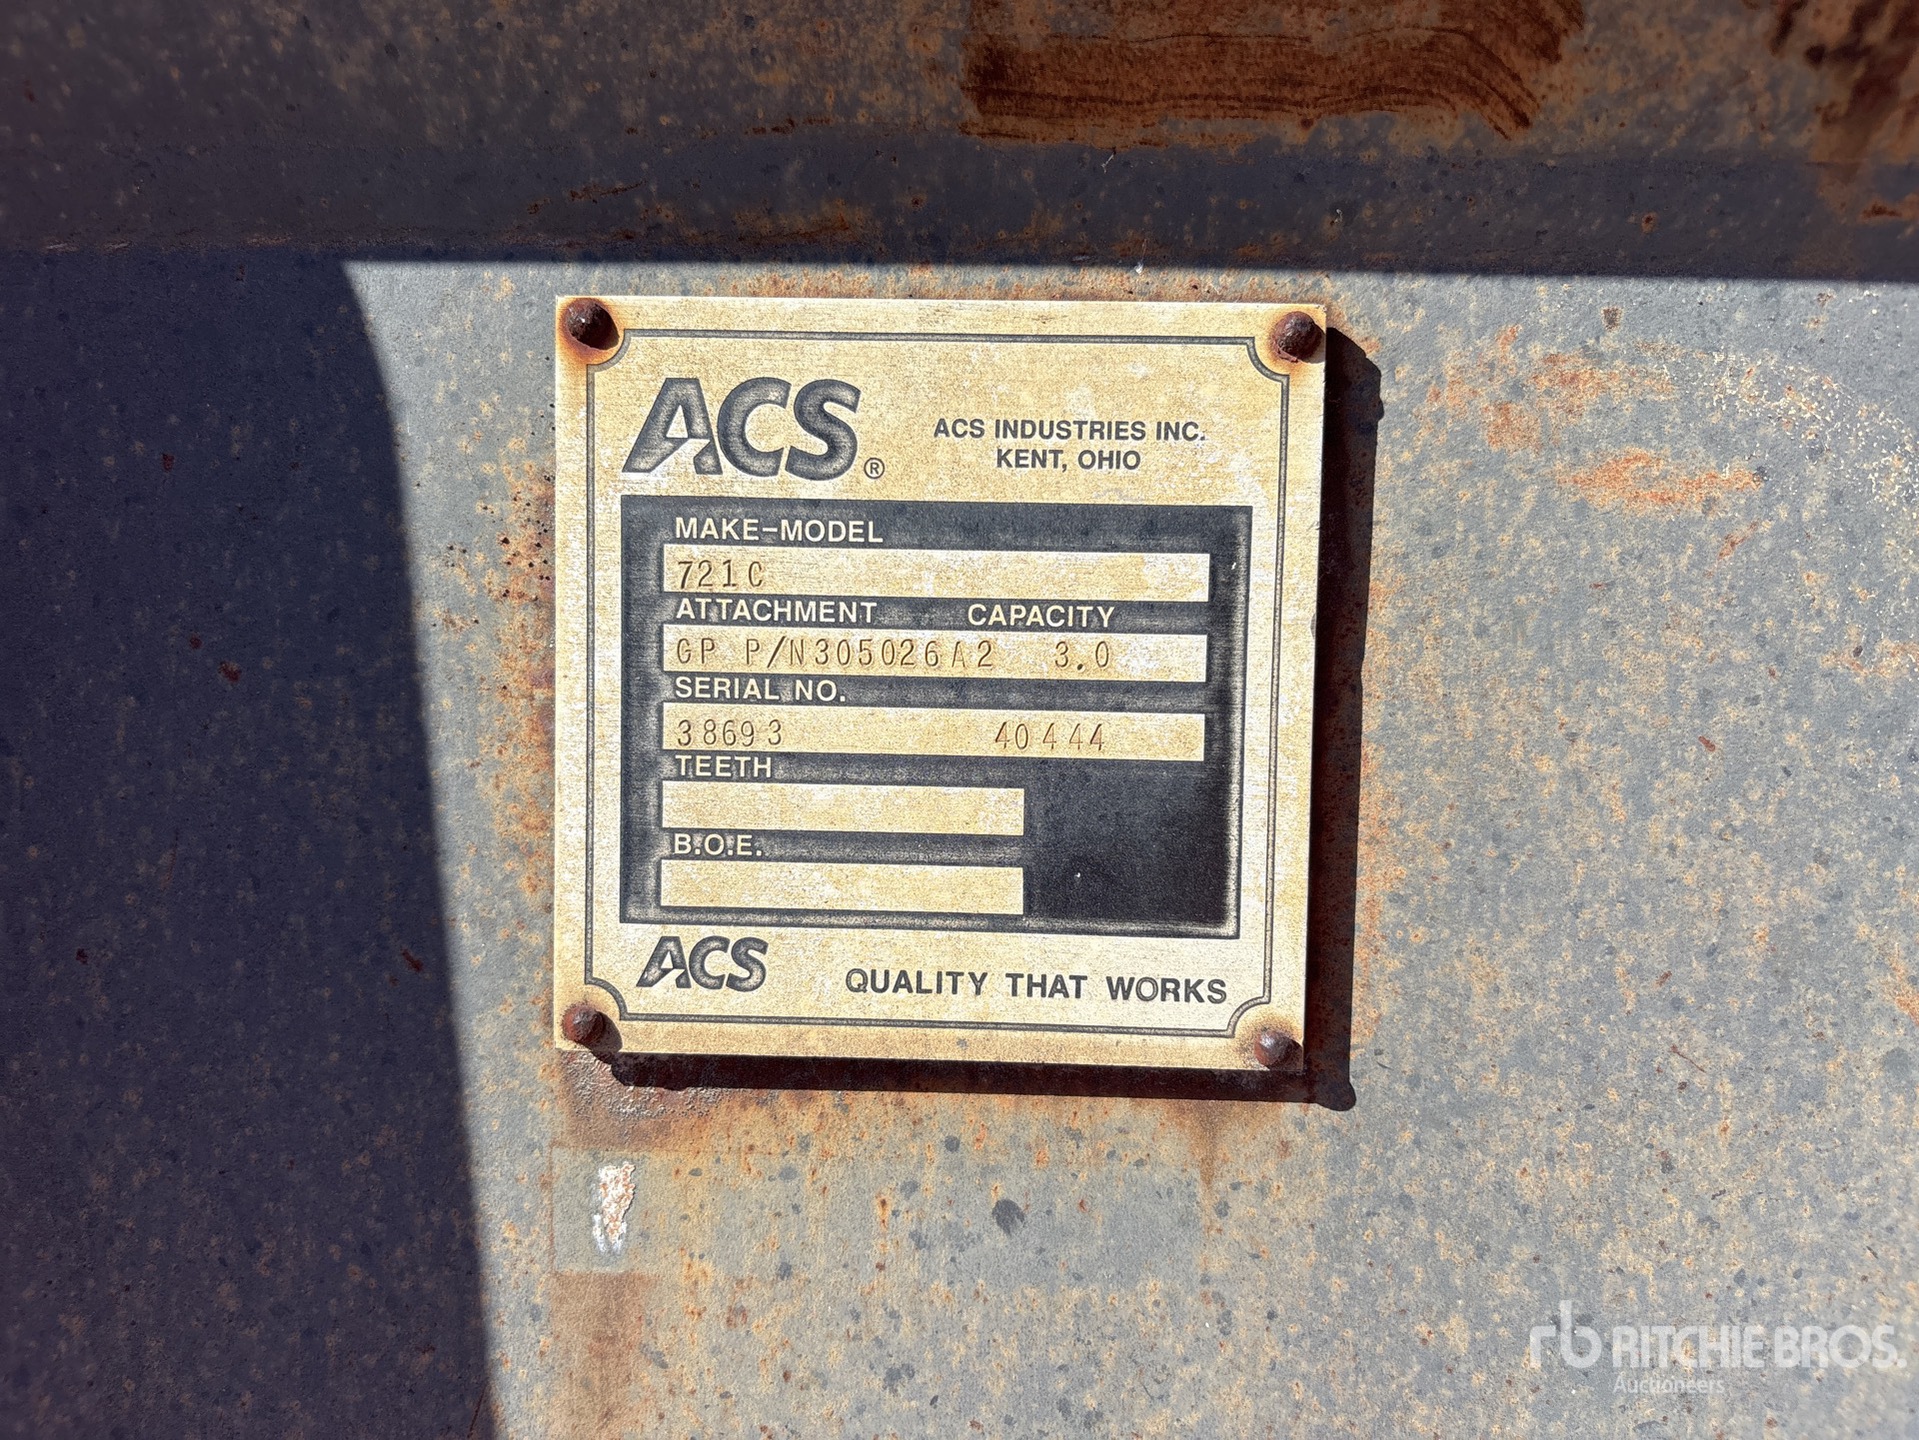 ACS®
ACS INDUSTRIES INC.
KENT, OHIO
MAKE-MODEL
721C
ATTACHMENT CAPACITY
GP P/N305026A2 3.0
SERIAL NO.
38693 40444
TEETH
B.O.E.
ACS QUALITY THAT WORKS
rb RITCHIE BROS.
Auctioneers